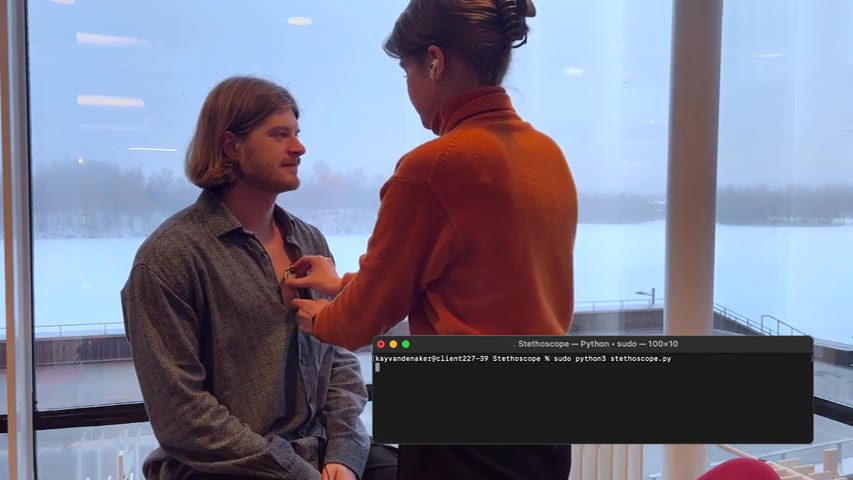 Stethoscope — Python - sudo — 100×10
kayvandenaker@client227-39 Stethoscope % sudo python3 stethoscope.py